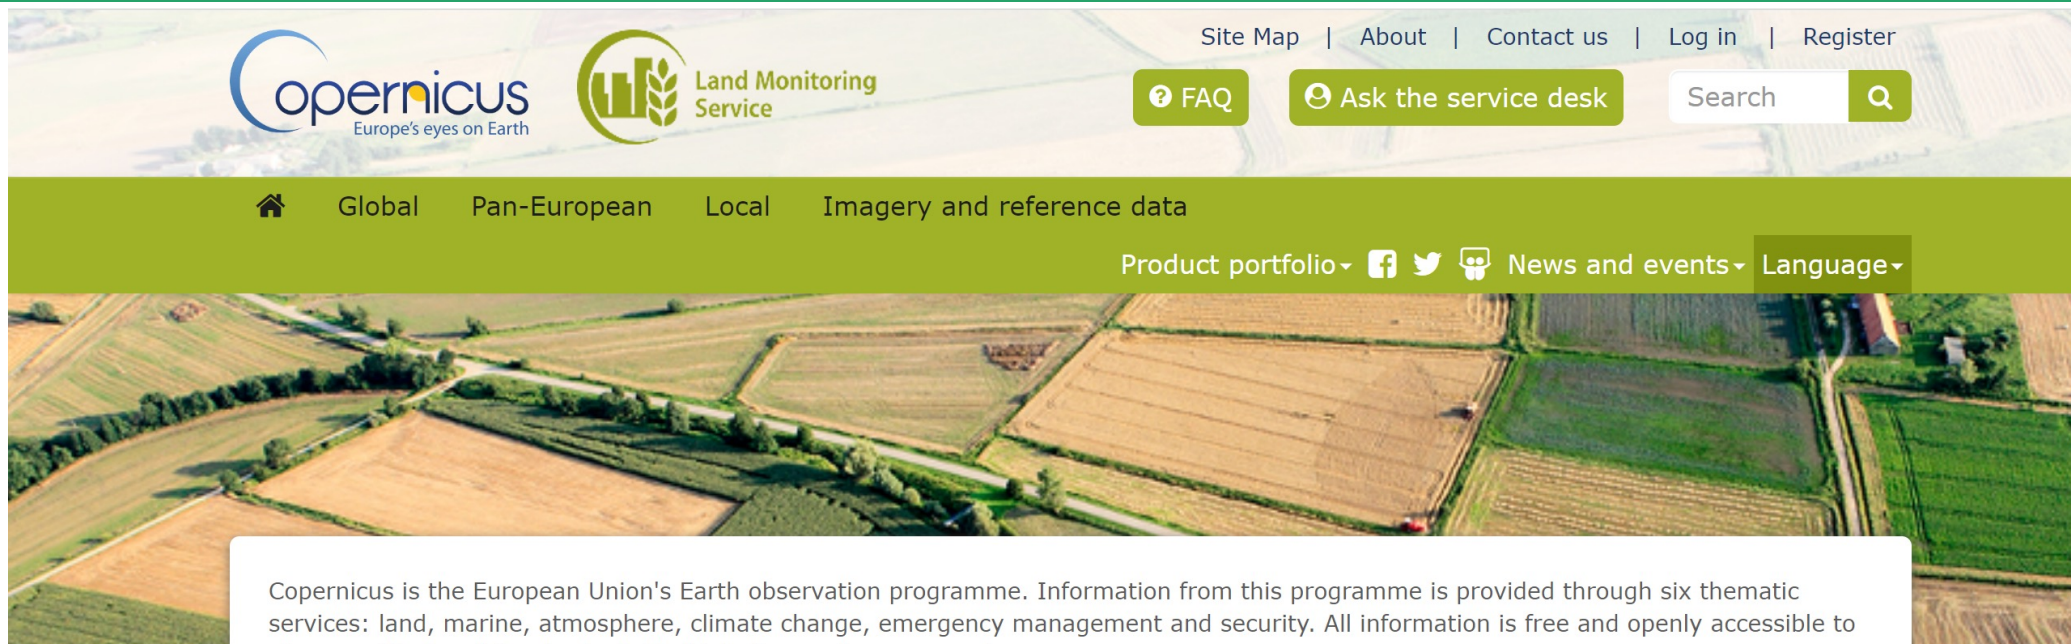 Site Map | About | Contact us | Log in | Register
Copernicus
Europe's eyes on Earth
Land Monitoring
Service
FAQ
Ask the service desk
Search
Global Pan-European Local Imagery and reference data
Product portfolio News and events Language
Copernicus is the European Union's Earth observation programme. Information from this programme is provided through six thematic
services: land, marine, atmosphere, climate change, emergency management and security. All information is free and openly accessible to